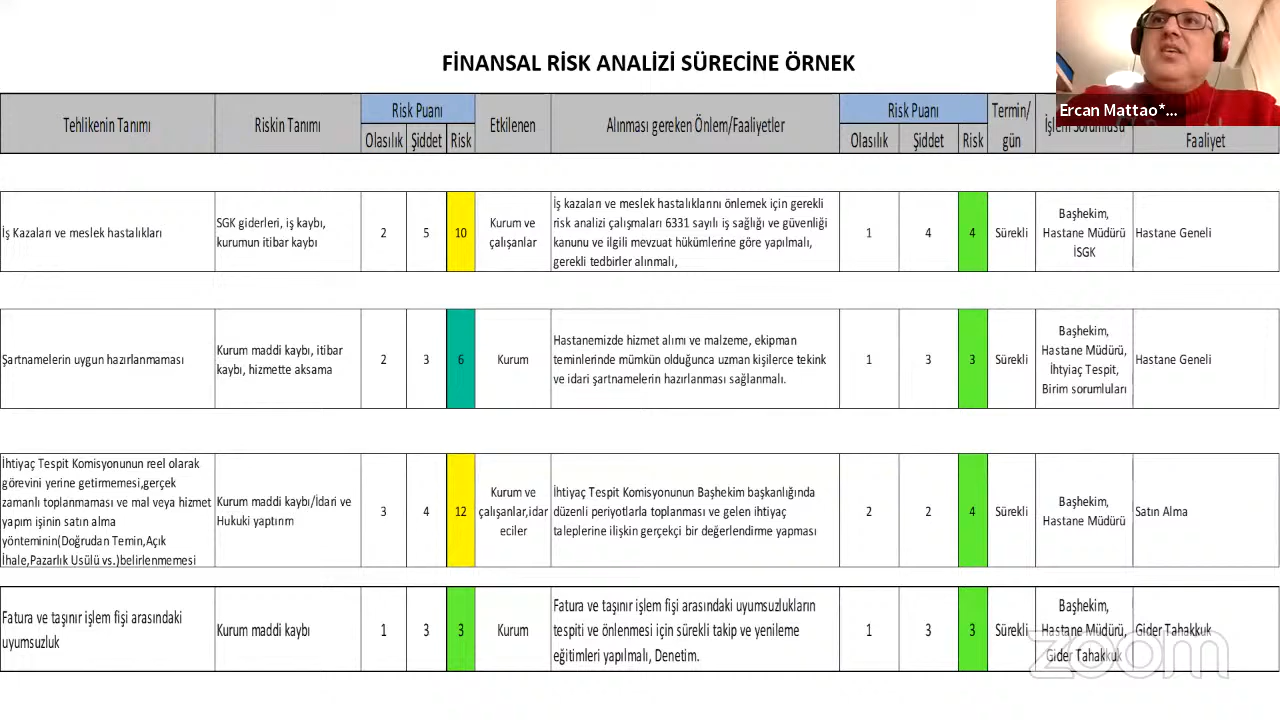 FİNANSAL RİSK ANALİZİ SÜRECİNE ÖRNEK
Ercan Mattao*...
Tehlikenin Tanımı
Riskin Tanımı
Risk Puanı
Olasılık Şiddet Risk
Etkilenen
Alınması gereken Önlem/Faaliyetler
Risk Puanı
Olasılık Şiddet Risk
Termin/
gün
İşlem Sorumlusu
Faaliyet
İş Kazaları ve meslek hastalıkları
SGK giderleri, iş kaybı,
kurumun itibar kaybı
2 5 10
Kurum ve
çalışanlar
İş kazaları ve meslek hastalıklarını önlemek için gerekli
risk analizi çalışmaları 6331 sayılı iş sağlığı ve güvenliği
kanunu ve ilgili mevzuat hükümlerine göre yapılmalı,
gerekli tedbirler alınmalı,
1 4 4
Sürekli
Başhekim,
Hastane Müdürü
İSGK
Hastane Geneli
Şartnamelerin uygun hazırlanmaması
Kurum maddi kaybı, itibar
kaybı, hizmette aksama
2 3 6
Kurum
Hastanemizde hizmet alımı ve malzeme, ekipman
teminlerinde mümkün olduğunca uzman kişilerce tekink
ve idari şartnamelerin hazırlanması sağlanmalı.
1 3 3
Sürekli
Başhekim,
Hastane Müdürü,
İhtyiaç Tespit,
Birim sorumluları
Hastane Geneli
İhtiyaç Tespit Komisyonunun reel olarak
görevini yerine getirmemesi,gerçek
zamanlı toplanmaması ve mal veya hizmet
yapım işinin satın alma
yönteminin(Doğrudan Temin,Açık
İhale,Pazarlık Usülü vs.)belirlenmemesi
Kurum maddi kaybı/İdari ve
Hukuki yaptırım
3 4 12
Kurum ve
çalışanlar,idar
eciler
İhtiyaç Tespit Komisyonunun Başhekim başkanlığında
düzenli periyotlarla toplanması ve gelen ihtiyaç
taleplerine ilişkin gerçekçi bir değerlendirme yapması
2 2 4
Sürekli
Başhekim,
Hastane Müdürü
Satın Alma
Fatura ve taşınır işlem fişi arasındaki
uyumsuzluk
Kurum maddi kaybı
1 3 3
Kurum
Fatura ve taşınır işlem fişi arasındaki uyumsuzlukların
tespiti ve önlenmesi için sürekli takip ve yenileme
eğitimleri yapılmalı, Denetim.
1 3 3
Sürekli
Başhekim,
Hastane Müdürü,
Gider Tahakkuk
Gider Tahakkuk
zoom